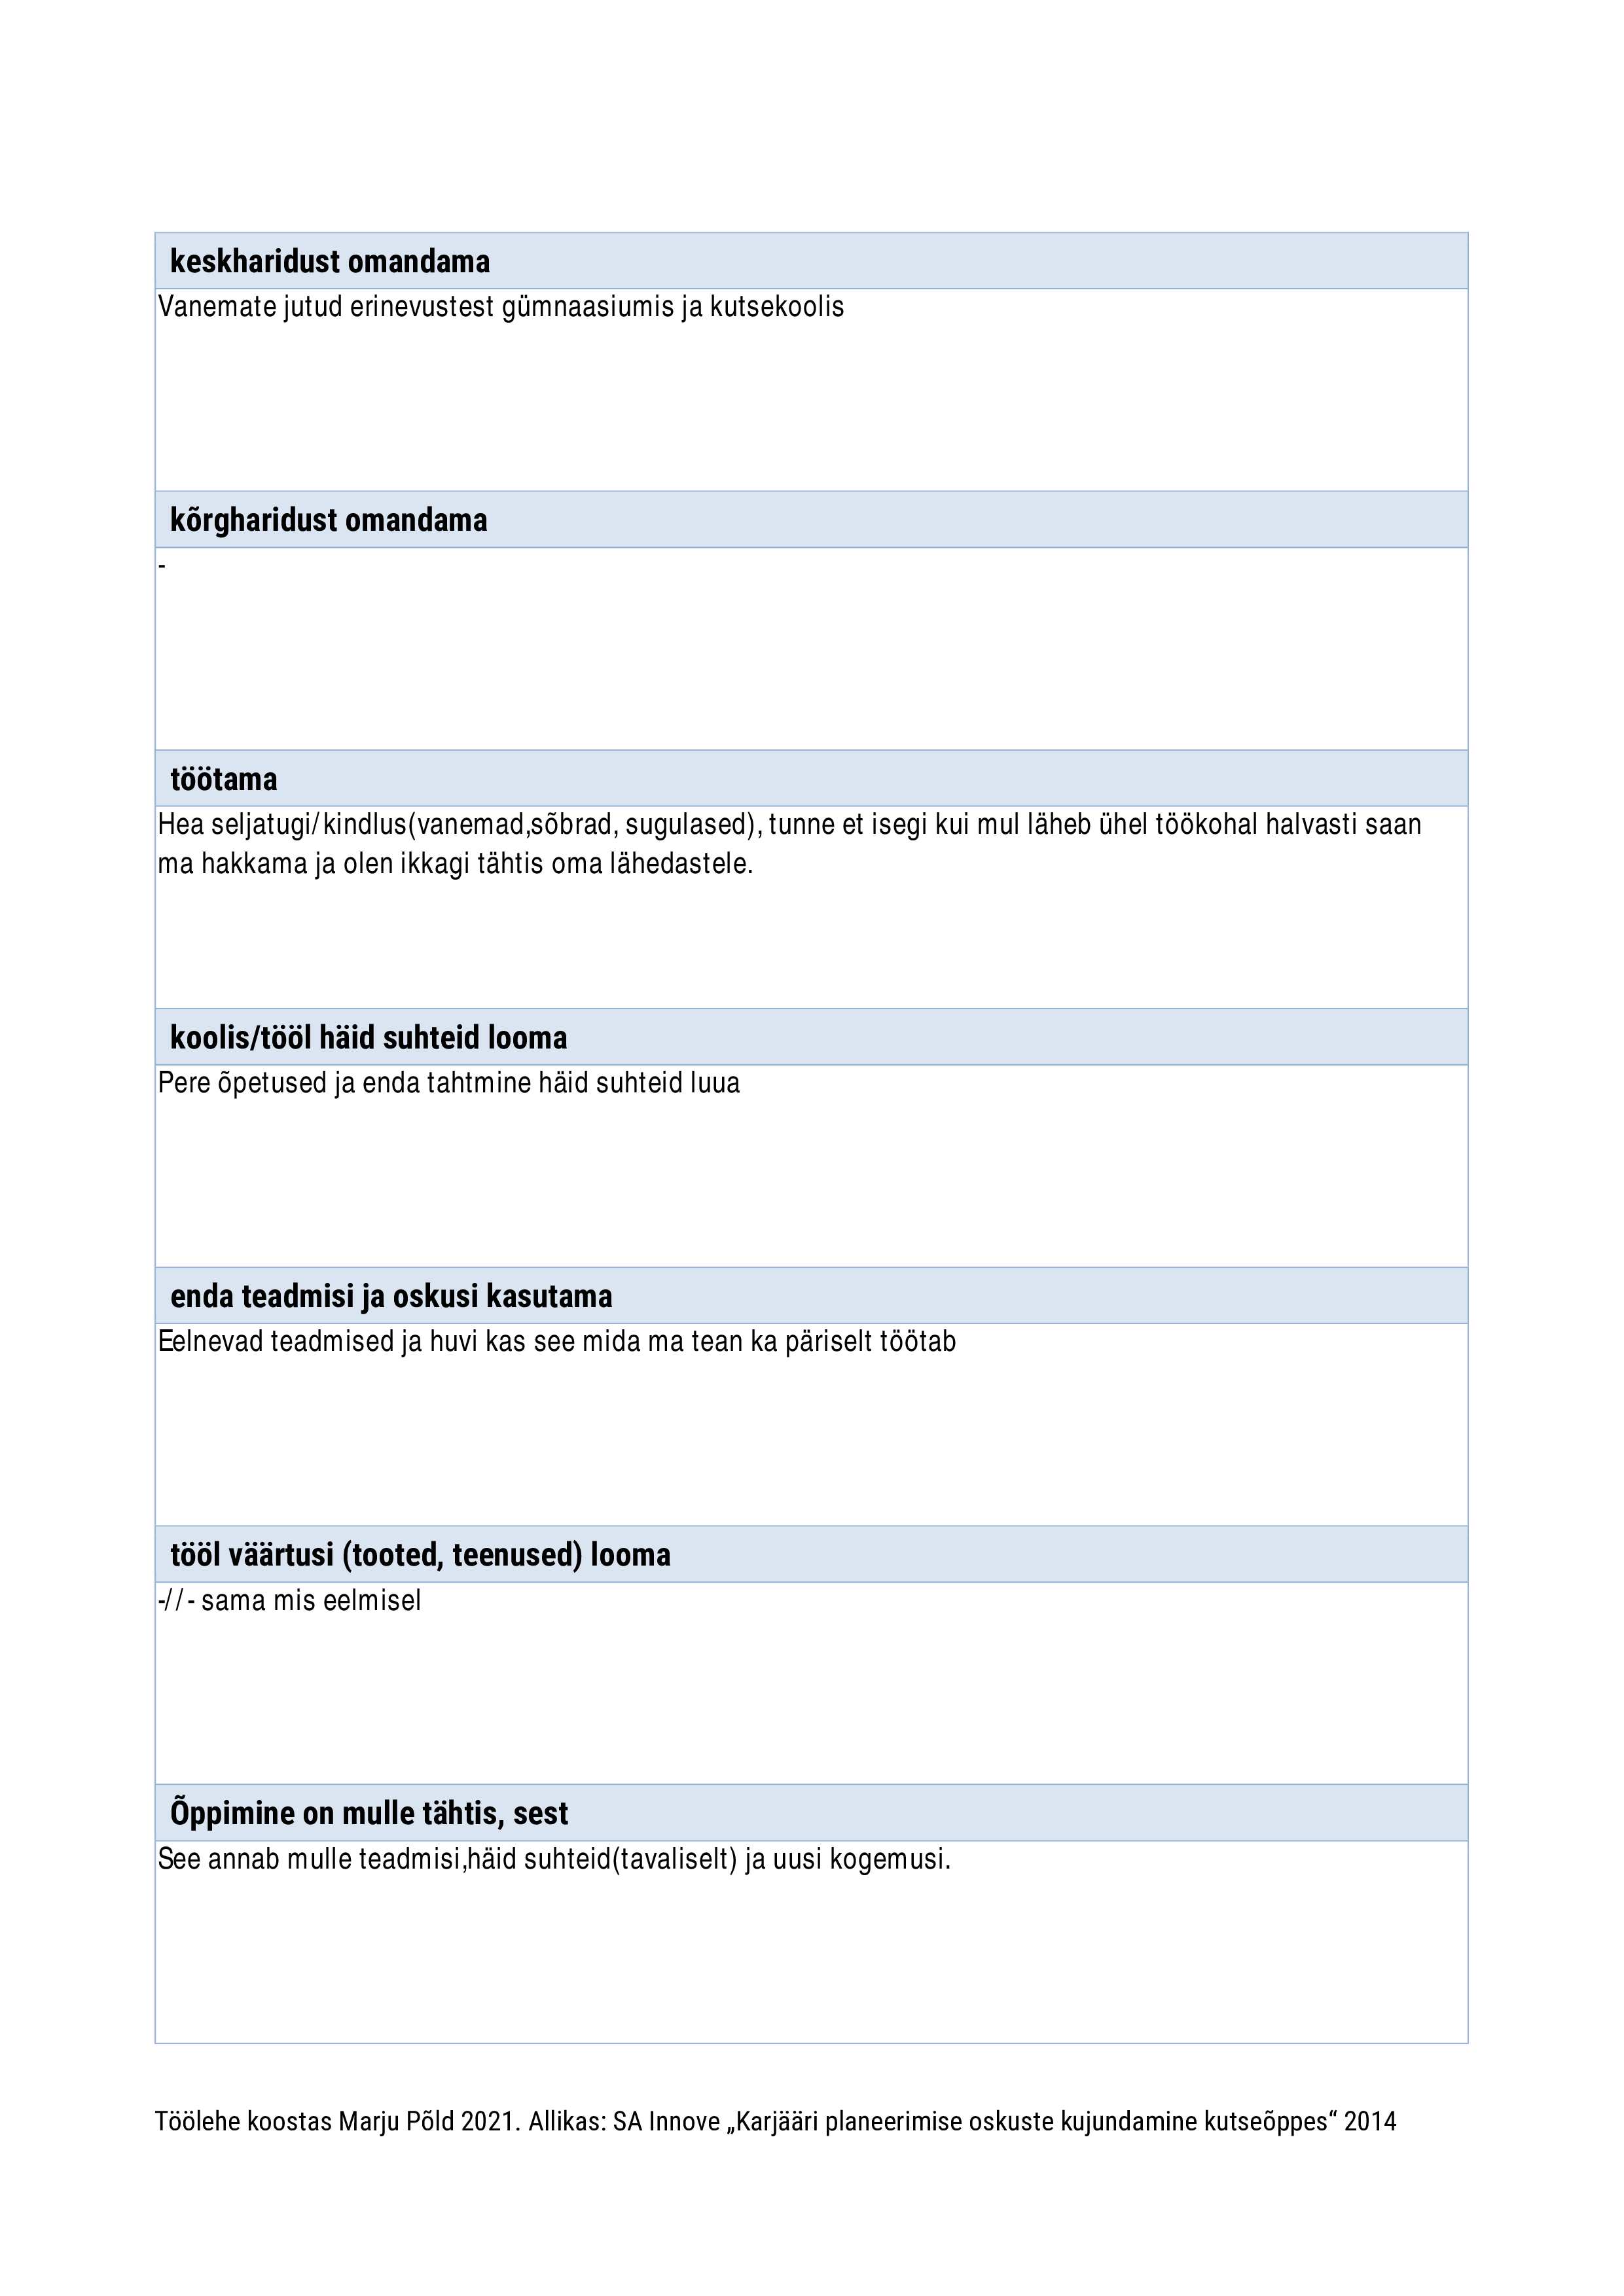 keskharidust omandama
Vanemate jutud erinevustest gümnaasiumis ja kutsekoolis
kõrgharidust omandama
-
töötama
Hea seljatugi/kindlus(vanemad,sõbrad, sugulased), tunne et isegi kui mul läheb ühel töökohal halvasti saan
ma hakkama ja olen ikkagi tähtis oma lähedastele.
koolis/tööl häid suhteid looma
Pere õpetused ja enda tahtmine häid suhteid luua
enda teadmisi ja oskusi kasutama
Eelnevad teadmised ja huvi kas see mida ma tean ka päriselt töötab
tööl väärtusi (tooted, teenused) looma
-//- sama mis eelmisel
Õppimine on mulle tähtis, sest
See annab mulle teadmisi,häid suhteid(tavaliselt) ja uusi kogemusi.
Töölehe koostas Marju Põld 2021. Allikas: SA Innove „Karjääri planeerimise oskuste kujundamine kutseõppes“ 2014